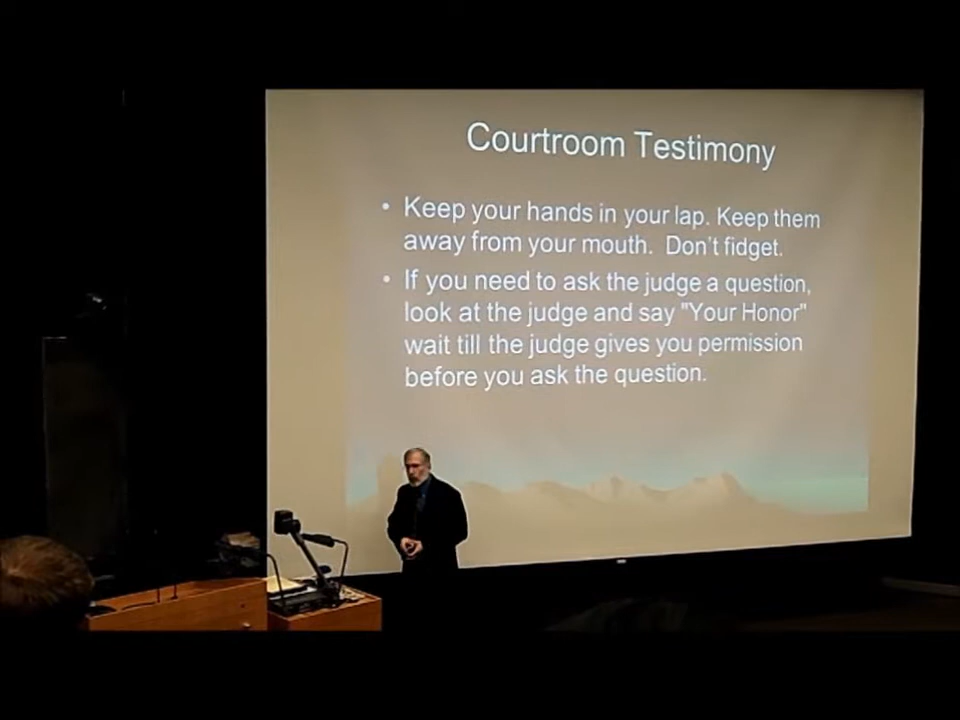 Courtroom Testimony
• Keep your hands in your lap. Keep them
away from your mouth.  Don't fidget.
• If you need to ask the judge a question,
look at the judge and say "Your Honor"
wait till the judge gives you permission
before you ask the question.